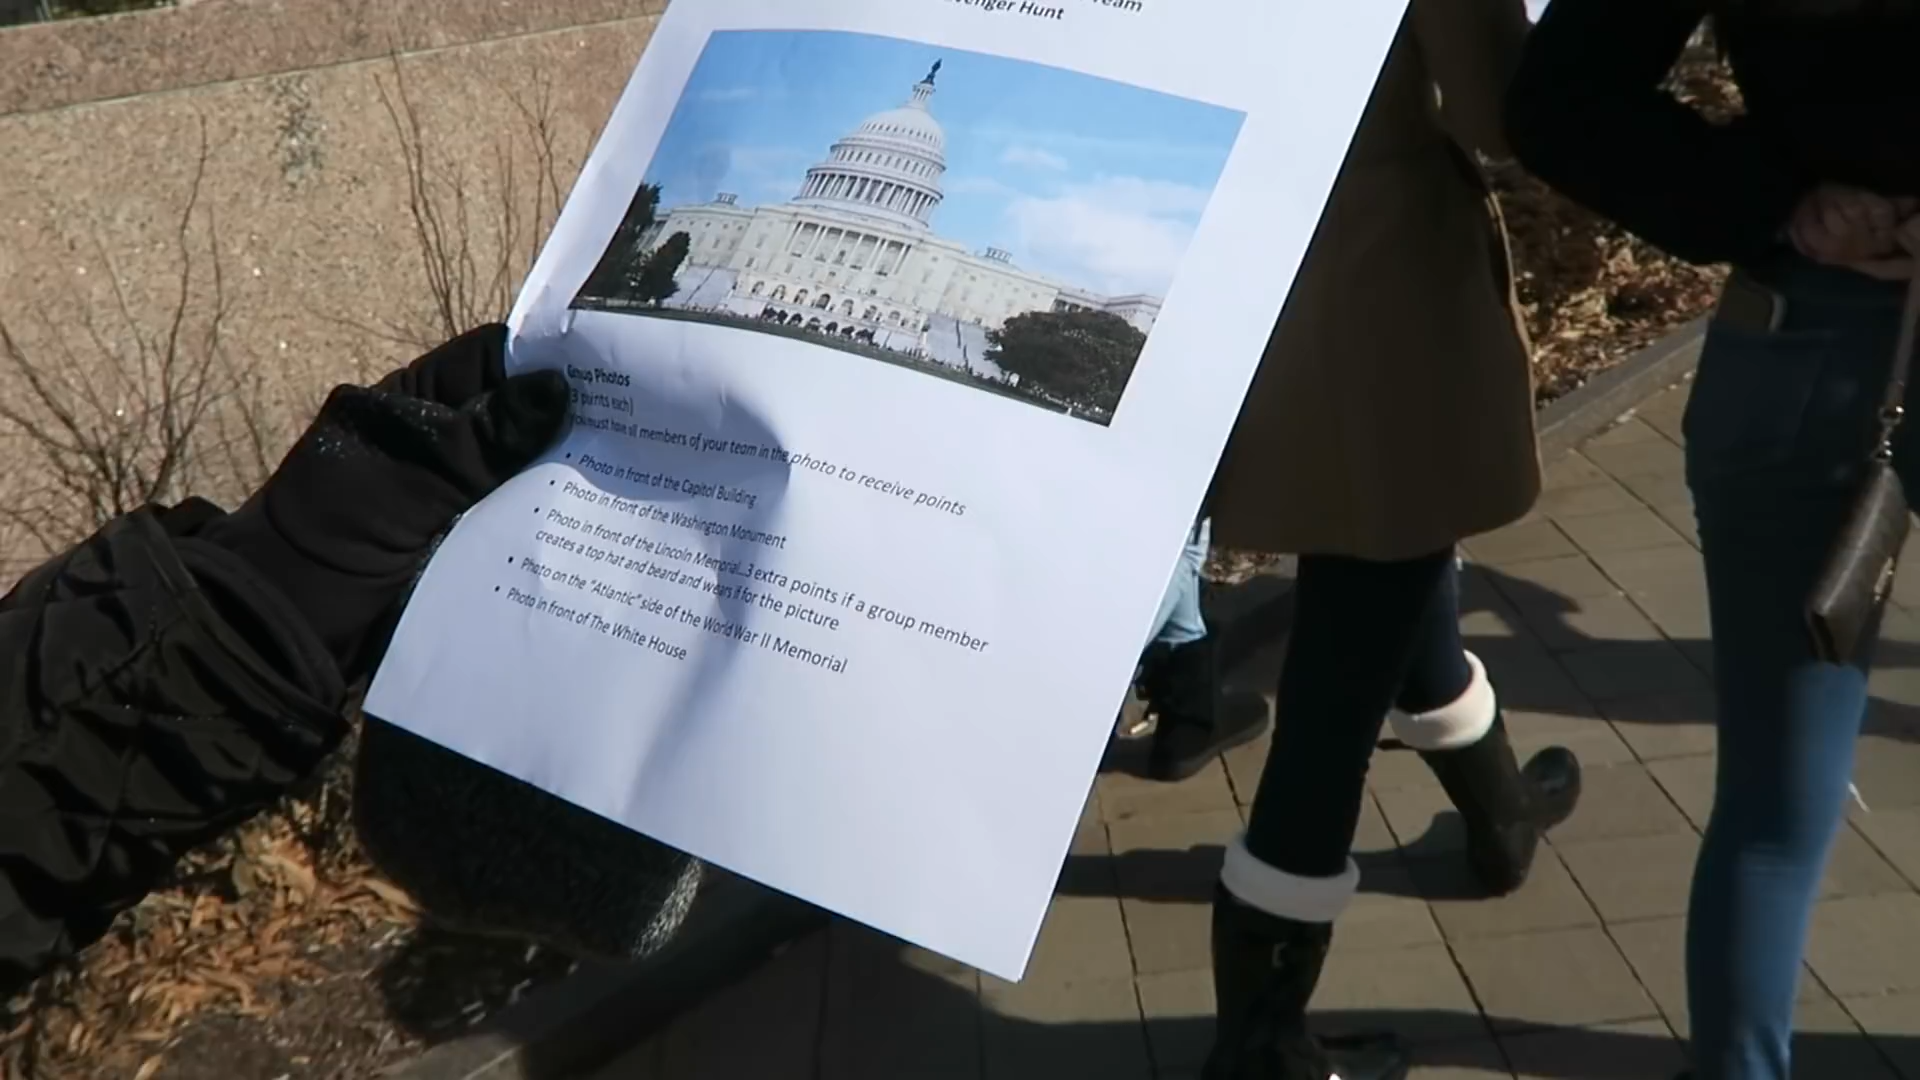 Team
Hunt
Group Photos
(3 points each)
You must have all members of your team in the photo to receive points
• Photo in front of the Capitol Building
• Photo in front of the Washington Monument
• Photo in front of the Lincoln Memorial...3 extra points if a group member
creates a top hat and beard and wears if for the picture
• Photo on the "Atlantic" side of the World War II Memorial
• Photo in front of The White House